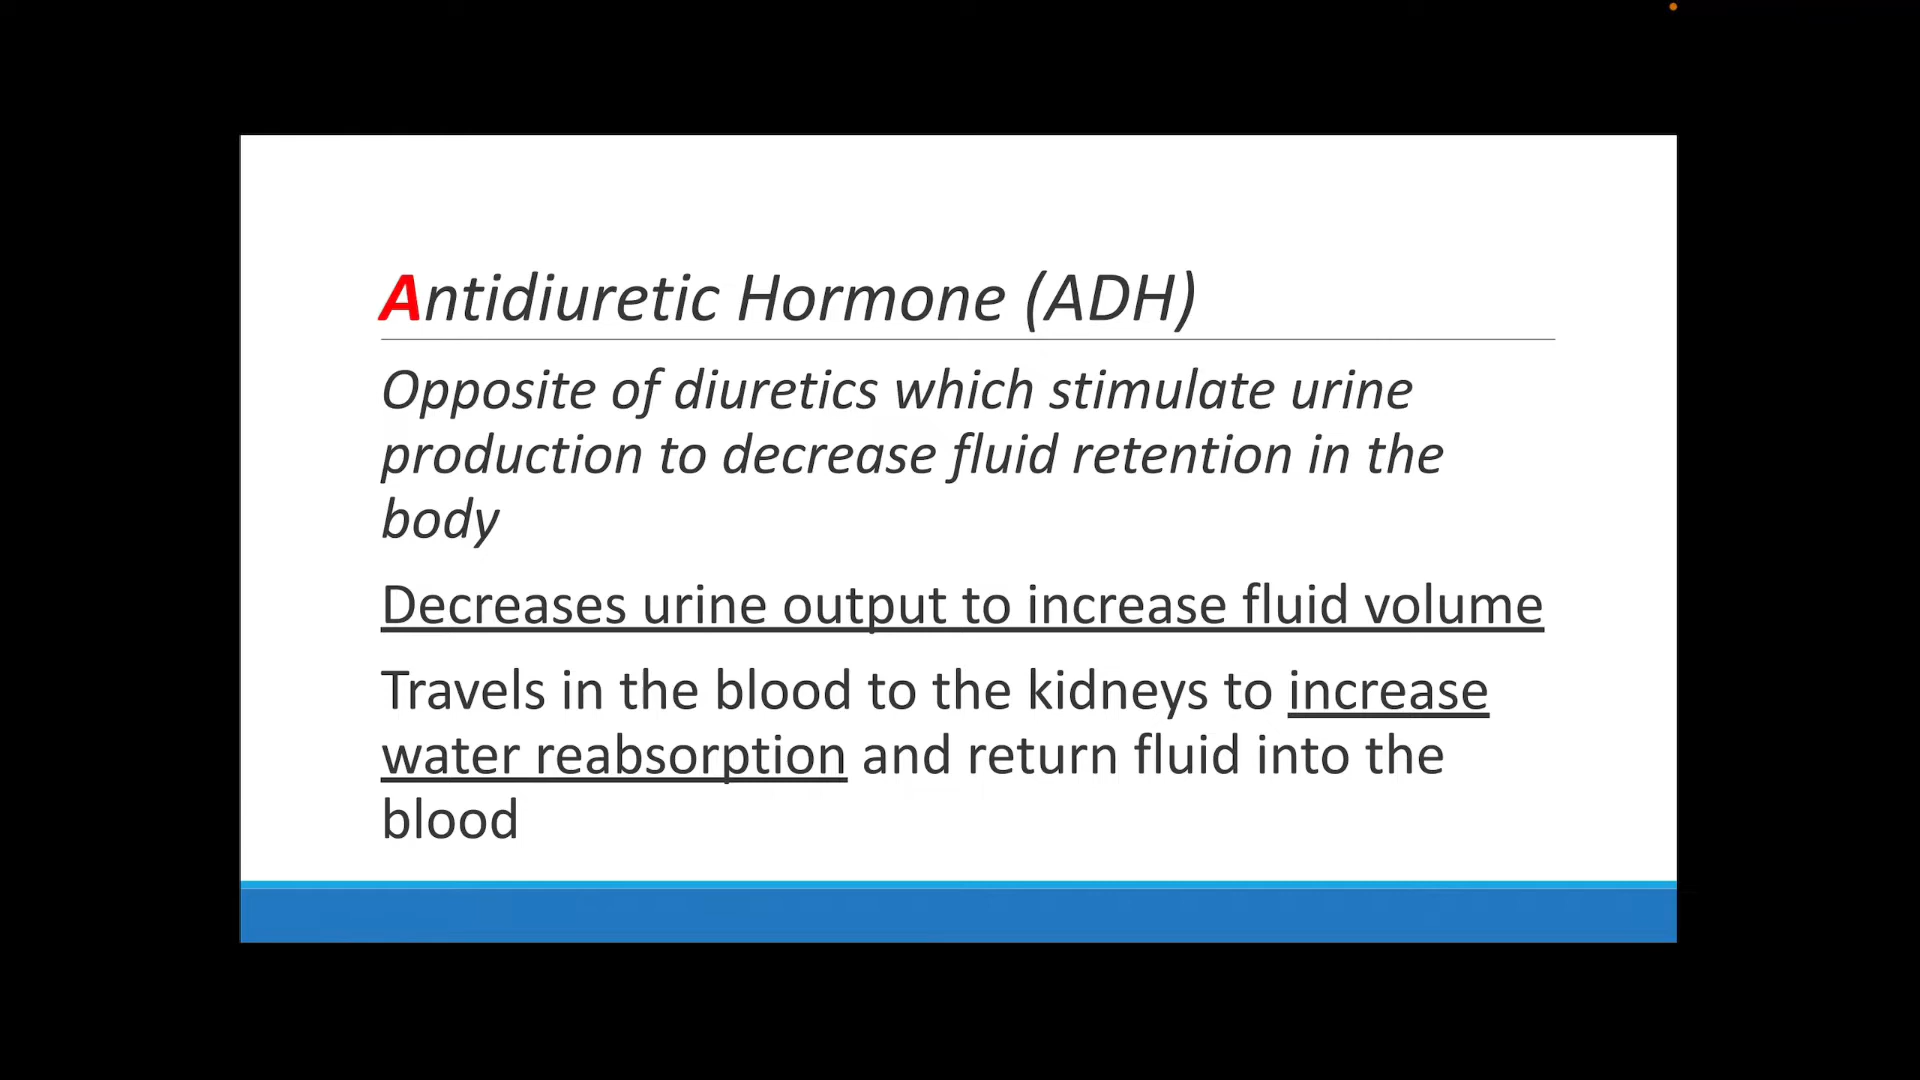 Antidiuretic Hormone (ADH)
Opposite of diuretics which stimulate urine
production to decrease fluid retention in the
body
Decreases urine output to increase fluid volume
Travels in the blood to the kidneys to increase
water reabsorption and return fluid into the
blood